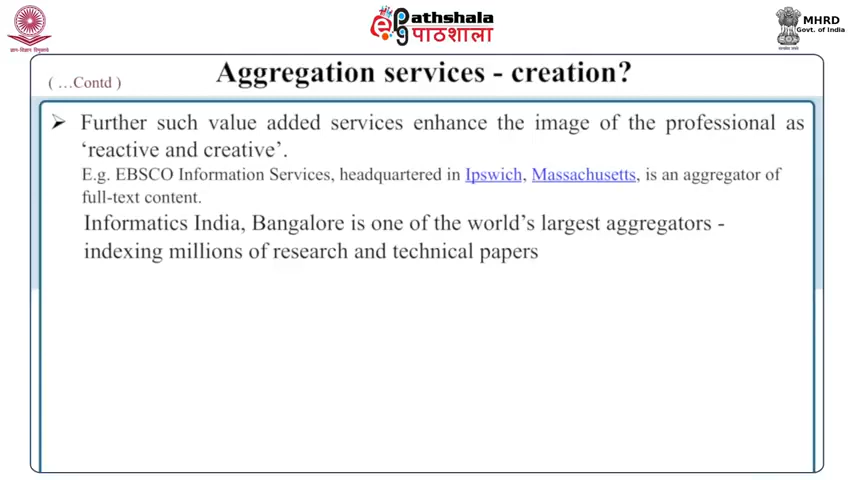 ePathshala
पाठशाला
MHRD
Govt. of India
( …Contd )
Aggregation services - creation?
➢ Further such value added services enhance the image of the professional as
‘reactive and creative’.
E.g. EBSCO Information Services, headquartered in Ipswich, Massachusetts, is an aggregator of
full-text content.
Informatics India, Bangalore is one of the world’s largest aggregators -
indexing millions of research and technical papers